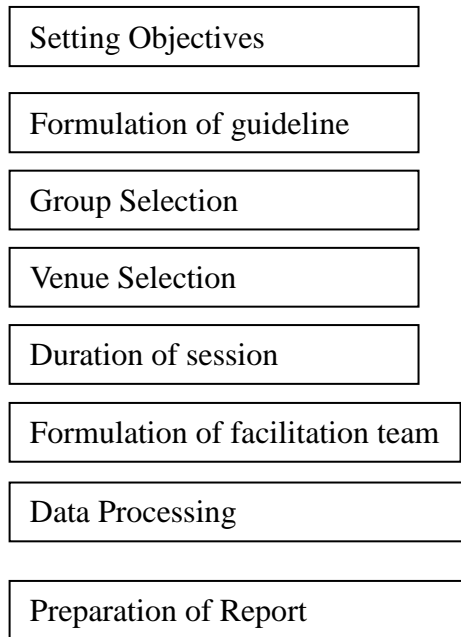 Setting Objectives
Formulation of guideline
Group Selection
Venue Selection
Duration of session
Formulation of facilitation team
Data Processing
Preparation of Report